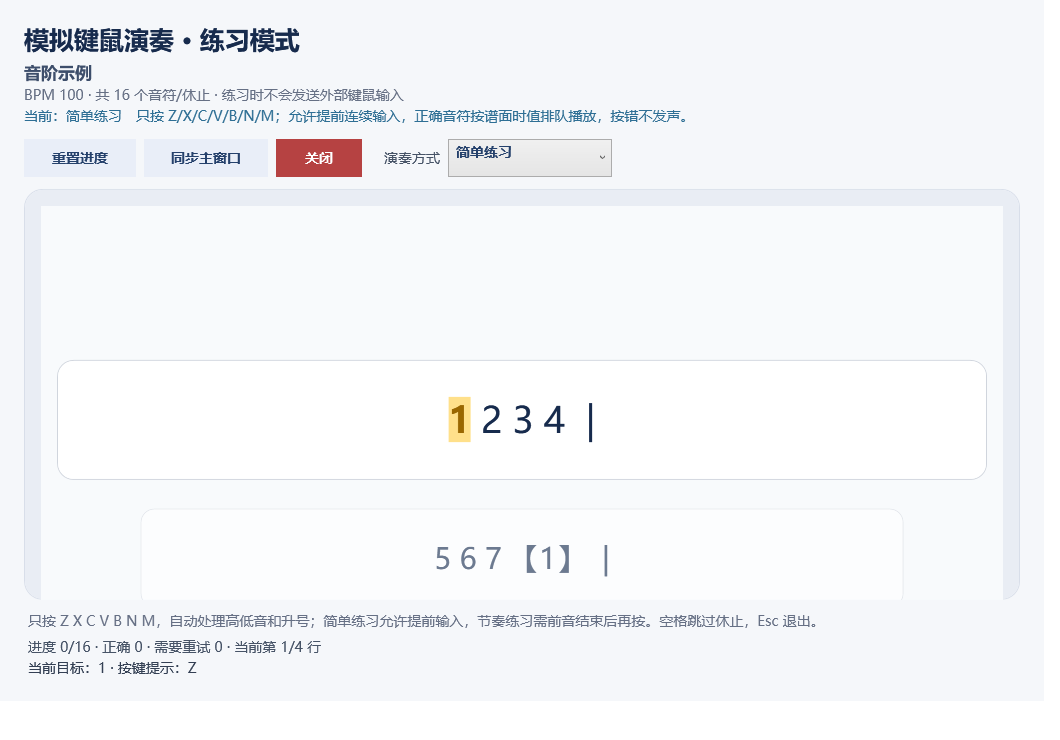 模拟键鼠演奏 • 练习模式
音阶示例
BPM 100 · 共 16 个音符/休止 · 练习时不会发送外部键鼠输入
当前：简单练习　只按 Z/X/C/V/B/N/M；允许提前连续输入，正确音符按谱面时值排队播放，按错不发声。
重置进度 同步主窗口 关闭 演奏方式 简单练习
1 2 3 4 |
5 6 7 【1】 |
只按 Z X C V B N M，自动处理高低音和升号；简单练习允许提前输入，节奏练习需前音结束后再按。空格跳过休止，Esc 退出。
进度 0/16 · 正确 0 · 需要重试 0 · 当前第 1/4 行
当前目标：1 · 按键提示：Z